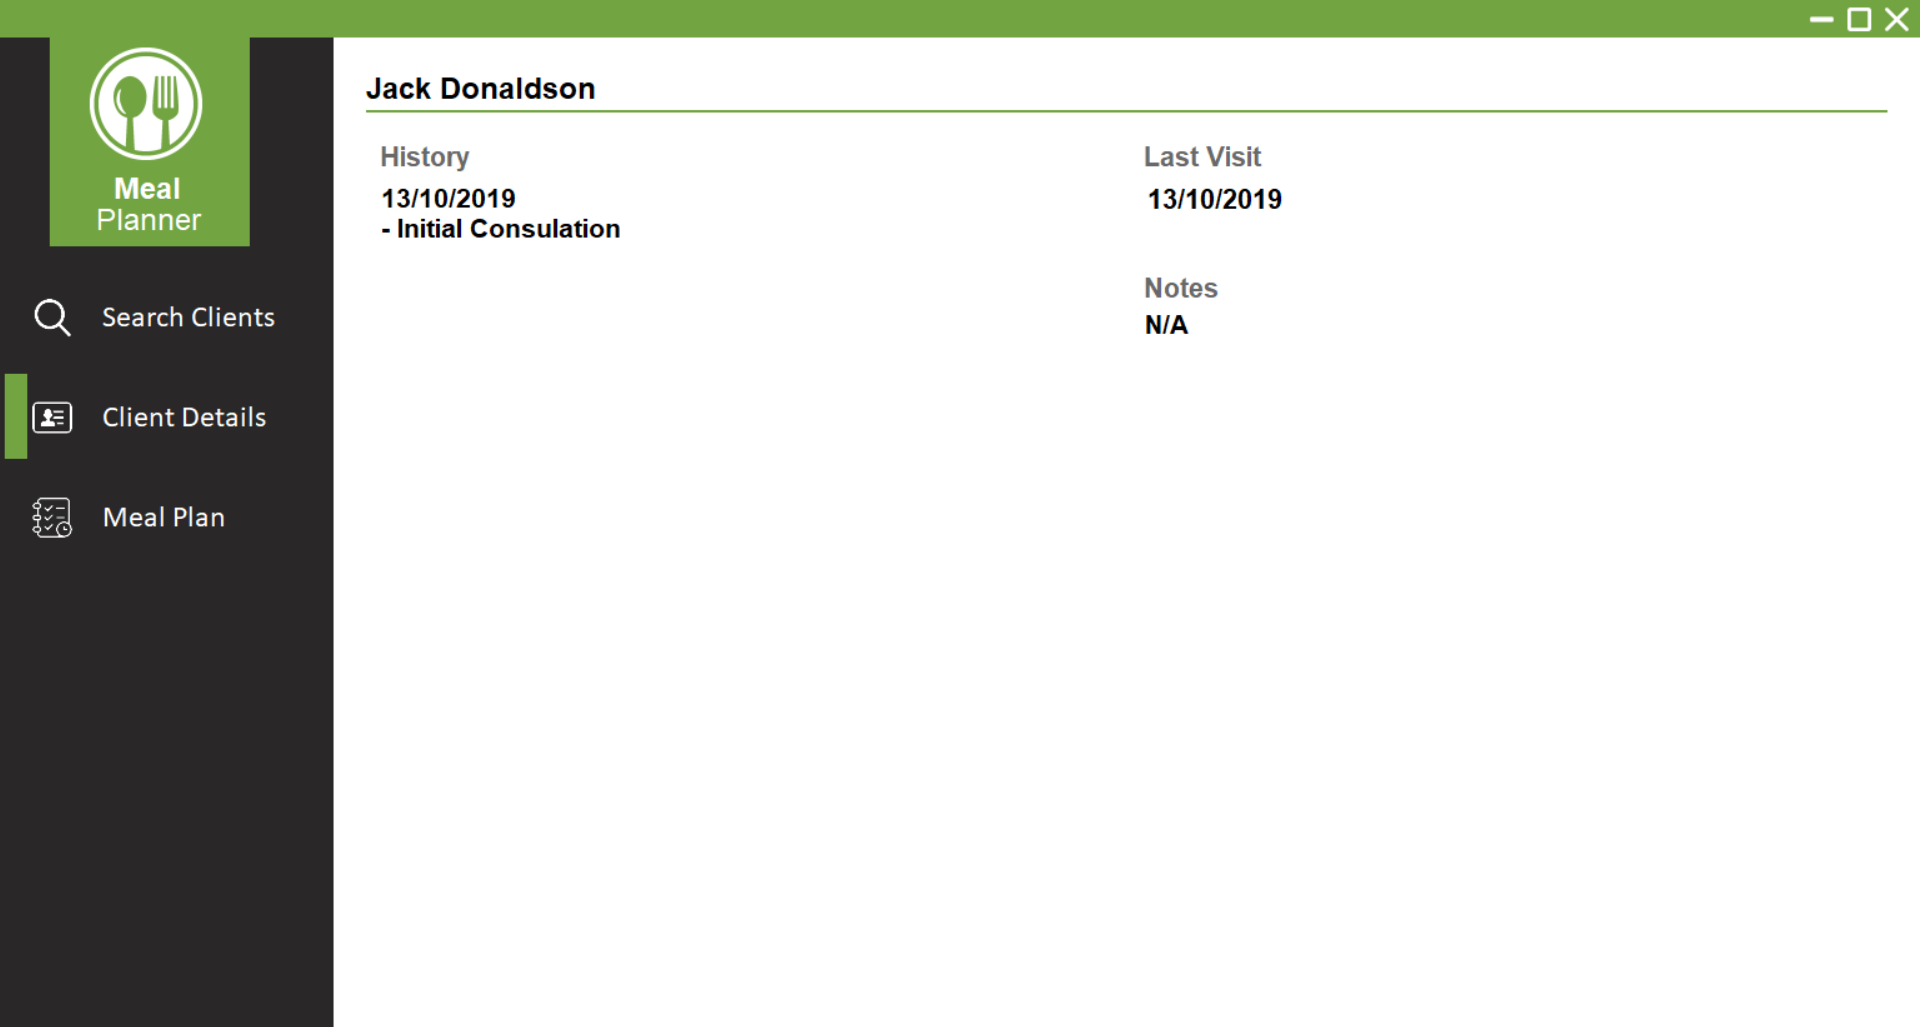 Meal
Planner
Search Clients
Client Details
Meal Plan
Jack Donaldson
History
13/10/2019
- Initial Consulation
Last Visit
13/10/2019
Notes
N/A